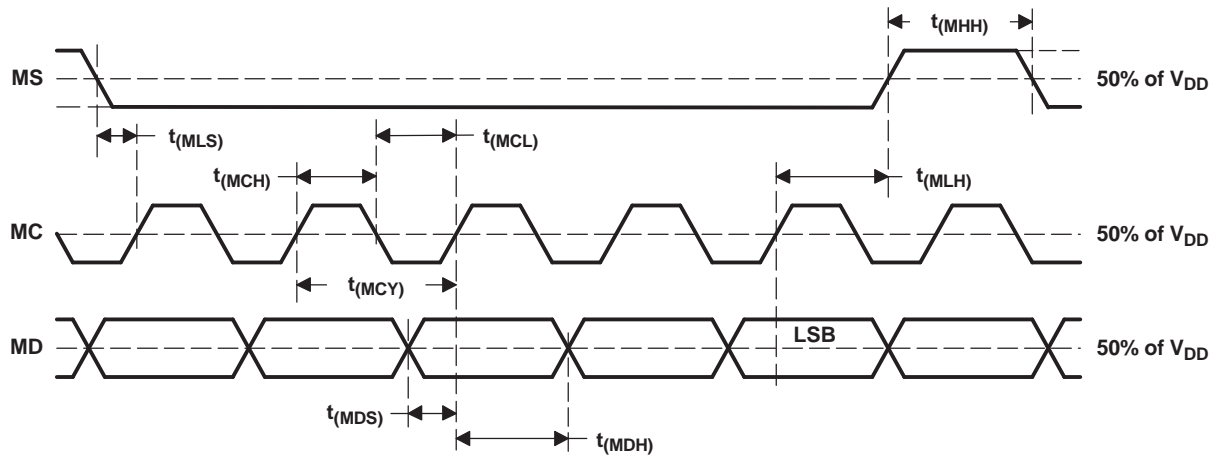 t(MHH)
MS
50% of VDD
t(MLS)
t(MCL)
t(MCH)
t(MLH)
MC
50% of VDD
t(MCY)
LSB
MD
50% of VDD
t(MDS)
t(MDH)